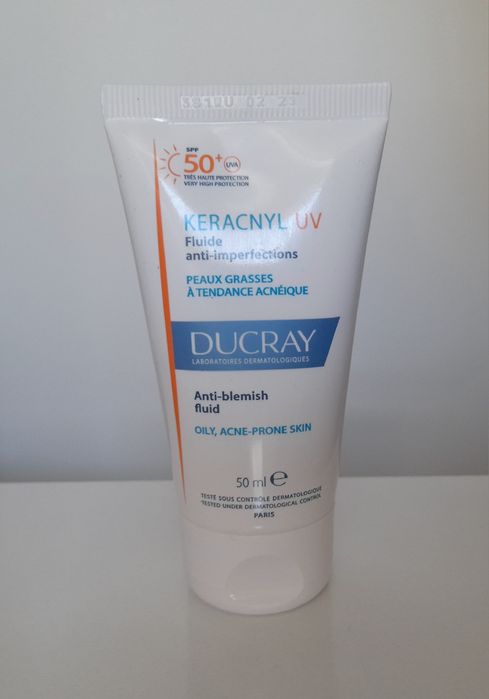 SPF
50+ UVA
TRÈS HAUTE PROTECTION
VERY HIGH PROTECTION
KERACNYL UV
Fluide
anti-imperfections
PEAUX GRASSES
À TENDANCE ACNÉIQUE
DUCRAY
LABORATOIRES DERMATOLOGIQUES
Anti-blemish
fluid
OILY, ACNE-PRONE SKIN
50 ml ℮
TESTÉ SOUS CONTRÔLE DERMATOLOGIQUE
TESTED UNDER DERMATOLOGICAL CONTROL
PARIS